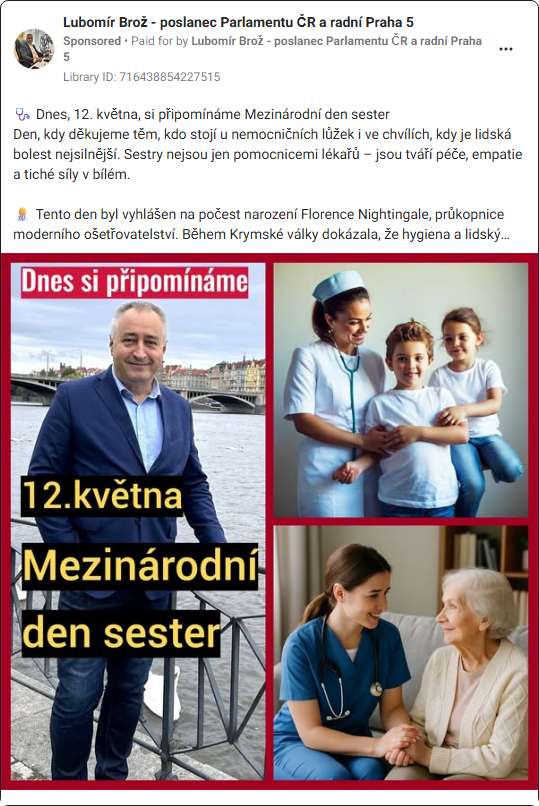 Lubomír Brož - poslanec Parlamentu ČR a radní Praha 5
Sponsored • Paid for by Lubomír Brož - poslanec Parlamentu ČR a radní Praha
5
Library ID: 716438854227515
🩺 Dnes, 12. května, si připomínáme Mezinárodní den sester
Den, kdy děkujeme těm, kdo stojí u nemocničních lůžek i ve chvílích, kdy je lidská
bolest nejsilnější. Sestry nejsou jen pomocnicemi lékařů – jsou tváří péče, empatie
a tiché síly v bílém.
Tento den byl vyhlášen na počest narození Florence Nightingale, průkopnice
moderního ošetřovatelství. Během Krymské války dokázala, že hygiena a lidský...
Dnes si připomínáme
12.května
Mezinárodní
den sester